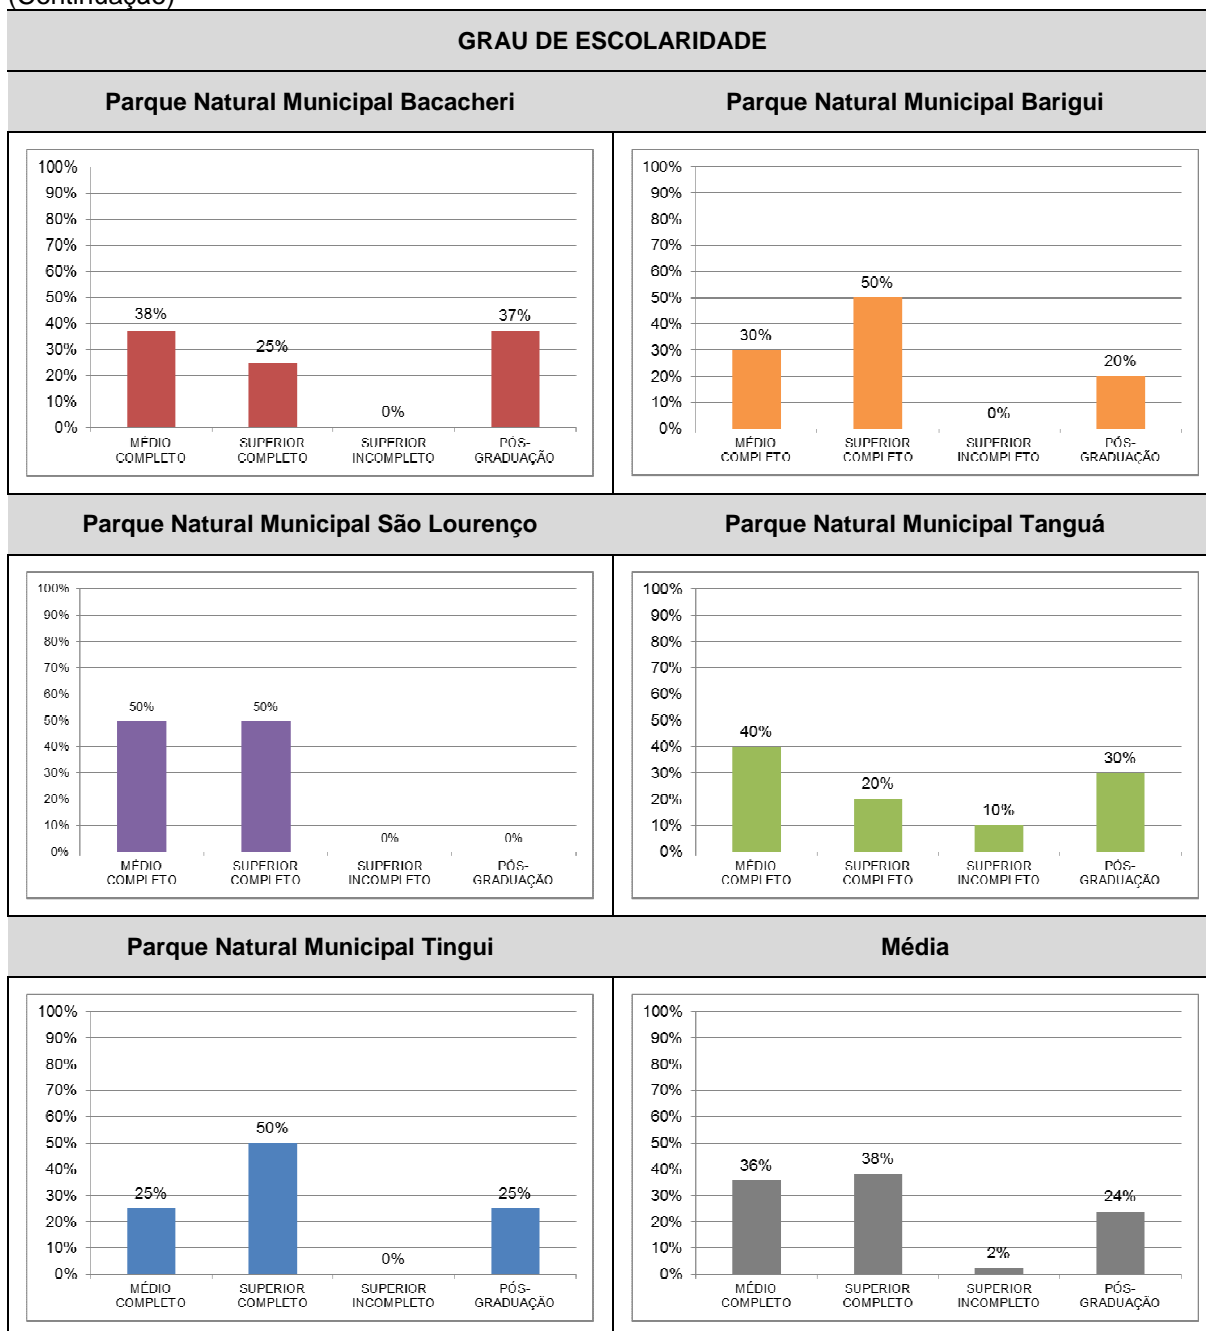 (Continuação)
GRAU DE ESCOLARIDADE
Parque Natural Municipal Bacacheri
Parque Natural Municipal Barigui
100%
90%
80%
70%
60%
50%
40%
30%
20%
10%
0%
38%
25%
0%
37%
MÉDIO COMPLETO
SUPERIOR COMPLETO
SUPERIOR INCOMPLETO
PÓS-GRADUAÇÃO
100%
90%
80%
70%
60%
50%
40%
30%
20%
10%
0%
30%
50%
0%
20%
MÉDIO COMPLETO
SUPERIOR COMPLETO
SUPERIOR INCOMPLETO
PÓS-GRADUAÇÃO
Parque Natural Municipal São Lourenço
Parque Natural Municipal Tanguá
100%
90%
80%
70%
60%
50%
40%
30%
20%
10%
0%
50%
50%
0%
0%
MÉDIO COMPLETO
SUPERIOR COMPLETO
SUPERIOR INCOMPLETO
PÓS-GRADUAÇÃO
100%
90%
80%
70%
60%
50%
40%
30%
20%
10%
0%
40%
20%
10%
30%
MÉDIO COMPLETO
SUPERIOR COMPLETO
SUPERIOR INCOMPLETO
PÓS-GRADUAÇÃO
Parque Natural Municipal Tingui
Média
100%
90%
80%
70%
60%
50%
40%
30%
20%
10%
0%
25%
50%
0%
25%
MÉDIO COMPLETO
SUPERIOR COMPLETO
SUPERIOR INCOMPLETO
PÓS-GRADUAÇÃO
100%
90%
80%
70%
60%
50%
40%
30%
20%
10%
0%
36%
38%
2%
24%
MÉDIO COMPLETO
SUPERIOR COMPLETO
SUPERIOR INCOMPLETO
PÓS-GRADUAÇÃO